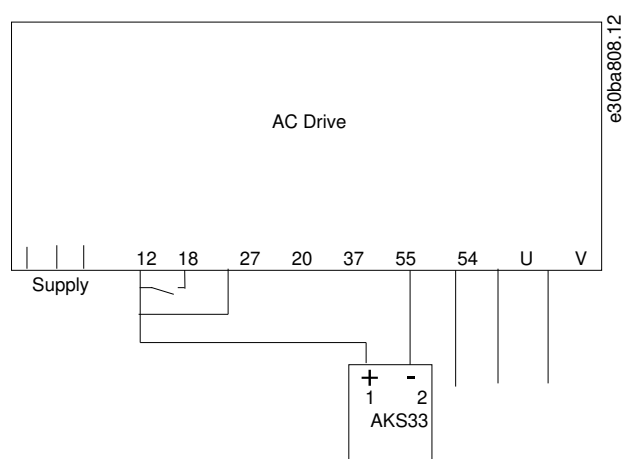 e30ba808.12
AC Drive
12 18 27 20 37 55 54 U V
Supply
+ -
1 2
AKS33